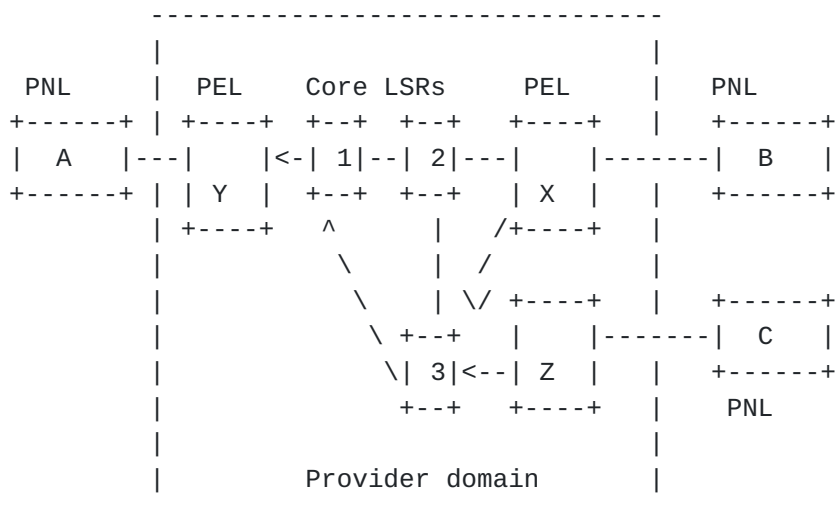 PNL PEL Core LSRs PEL PNL
A 1 2 B
Y X
C
3 Z
PNL
Provider domain